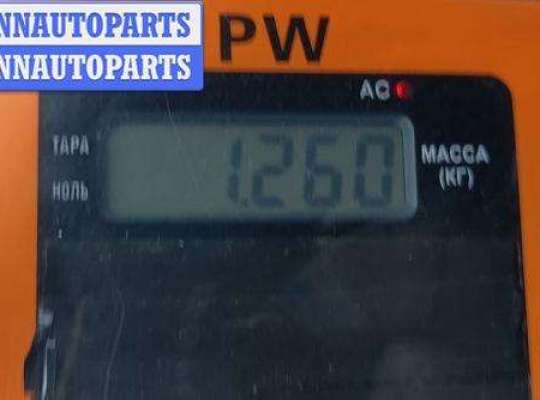 NNAUTOPARTS
NNAUTOPARTS
PW
AC
ТАРА
НОЛЬ
1.260
МАССА
(КГ)